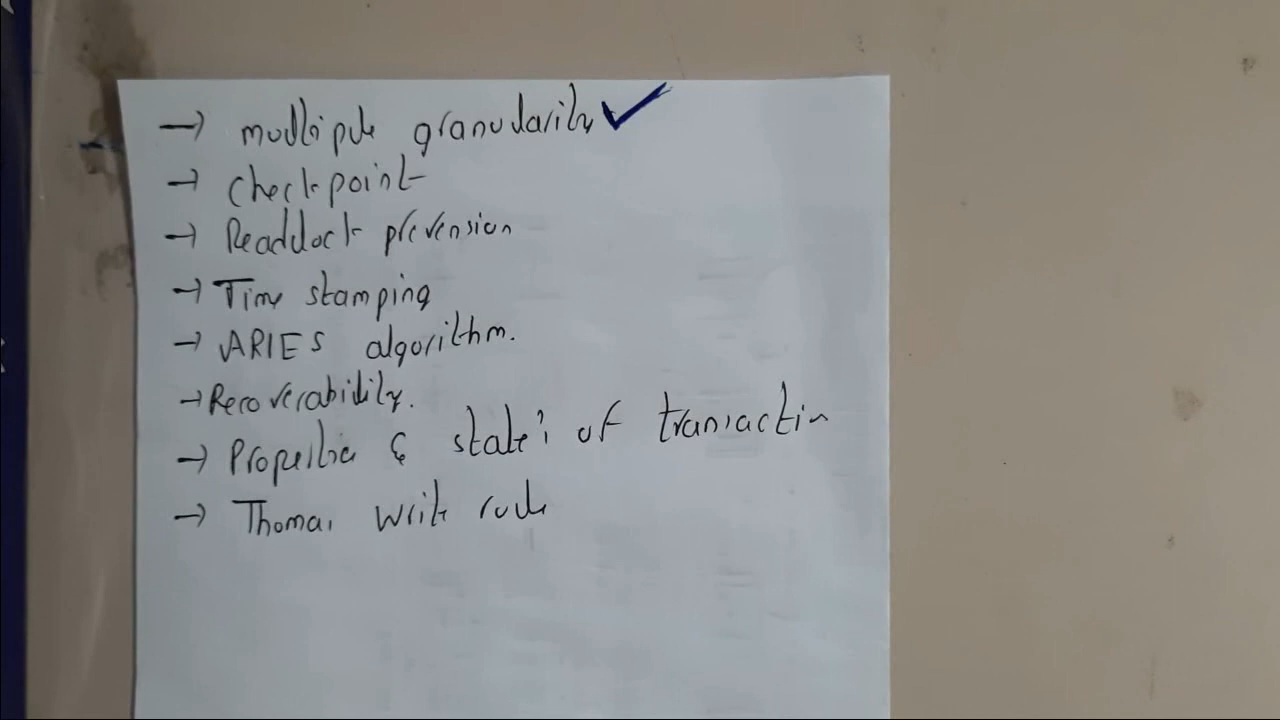 → multiple granularity ✓
→ Checkpoint
→ Deadlock prevension
→ Time stamping
→ ARIES algorithm.
→ Recoverability.
→ Properties & state's of transaction
→ Thomas write rule